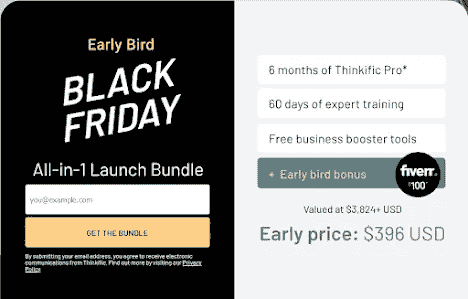 Early Bird
BLACK
FRIDAY
All-in-1 Launch Bundle
you@example.com
GET THE BUNDLE
By submitting your email address, you agree to receive electronic
communications from Thinkific. Find out more by visiting our Privacy
Policy
6 months of Thinkific Pro*
60 days of expert training
Free business booster tools
+ Early bird bonus
fiverr.
$100
Valued at $3,824+ USD
Early price: $396 USD